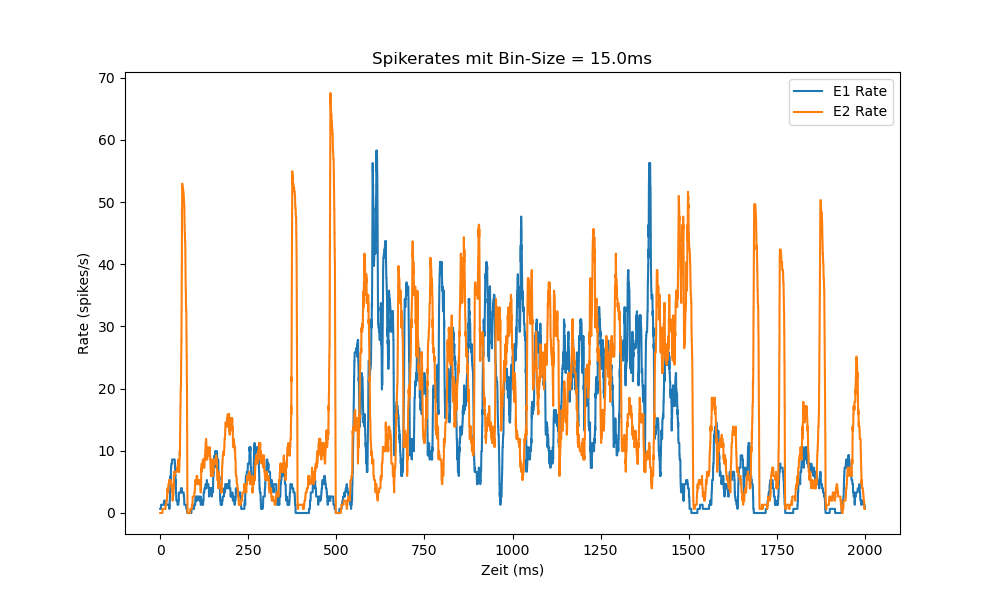 Spikerates mit Bin-Size = 15.0ms
E1 Rate
E2 Rate
70
60
50
40
30
20
10
0
Rate (spikes/s)
0 250 500 750 1000 1250 1500 1750 2000
Zeit (ms)